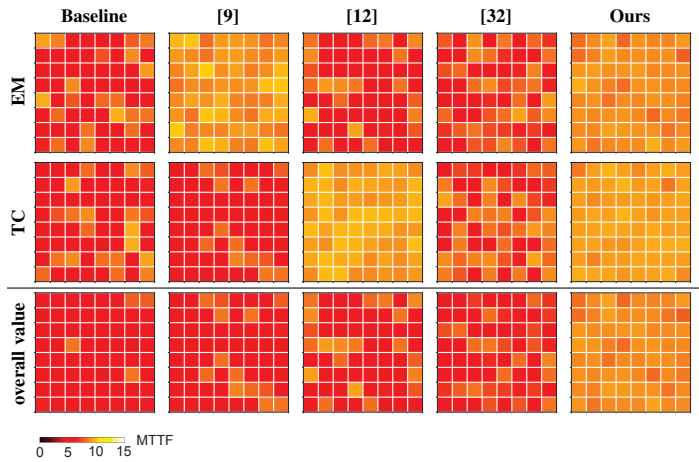 Baseline [9] [12] [32] Ours
EM
TC
overall value
MTTF
0 5 10 15